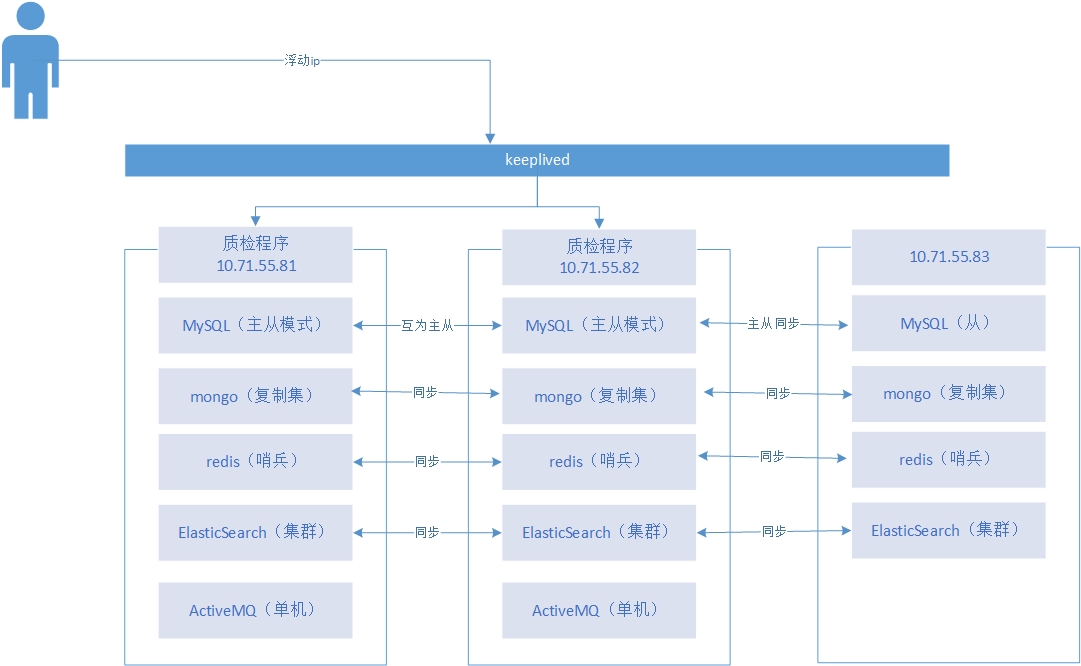 浮动ip
keeplived
质检程序
10.71.55.81
质检程序
10.71.55.82
10.71.55.83
MySQL（主从模式）
互为主从
MySQL（主从模式）
主从同步
MySQL（从）
mongo（复制集）
同步
mongo（复制集）
同步
mongo（复制集）
redis（哨兵）
同步
redis（哨兵）
同步
redis（哨兵）
ElasticSearch（集群）
同步
ElasticSearch（集群）
同步
ElasticSearch（集群）
ActiveMQ（单机）
ActiveMQ（单机）